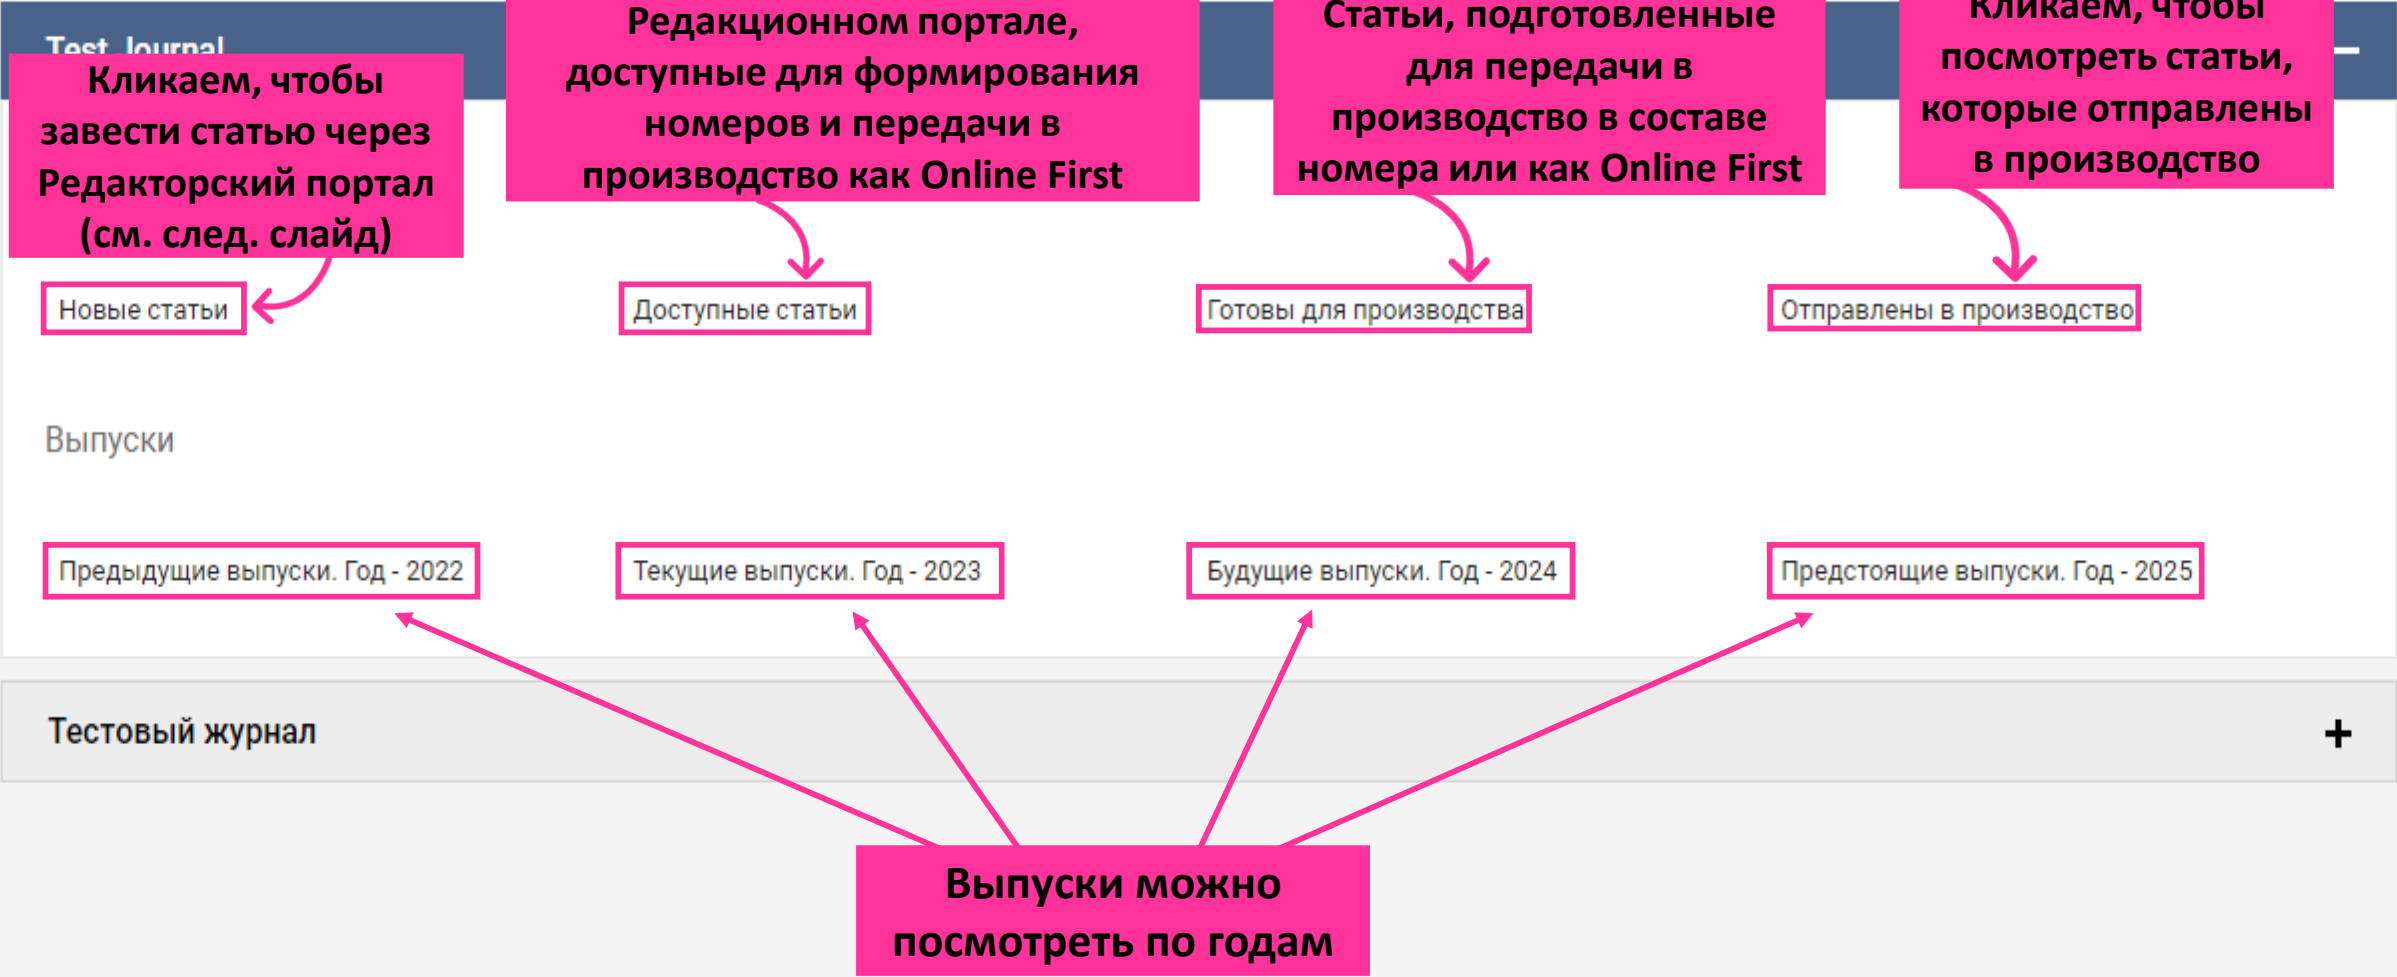 Test Journal
Кликаем, чтобы
завести статью через
Редакторский портал
(см. след. слайд)
Редакционном портале,
доступные для формирования
номеров и передачи в
производство как Online First
Статьи, подготовленные
для передачи в
производство в составе
номера или как Online First
Кликаем, чтобы
посмотреть статьи,
которые отправлены
в производство
Новые статьи
Доступные статьи
Готовы для производства
Отправлены в производство
Выпуски
Предыдущие выпуски. Год - 2022
Текущие выпуски. Год - 2023
Будущие выпуски. Год - 2024
Предстоящие выпуски. Год - 2025
Тестовый журнал
Выпуски можно
посмотреть по годам